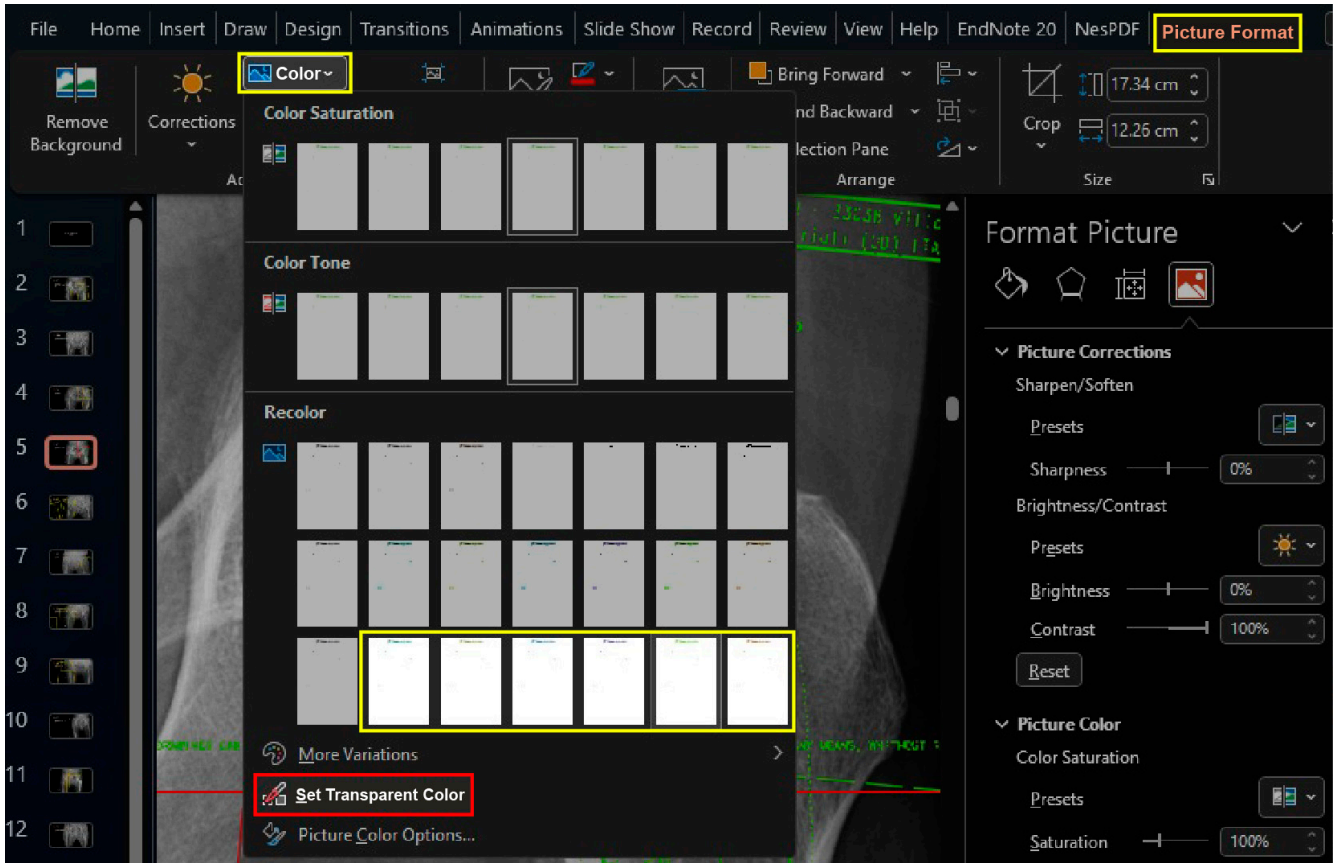 File Home Insert Draw Design Transitions Animations Slide Show Record Review View Help EndNote 20 NesPDF Picture Format
Remove
Background
Corrections
Color
Bring Forward
nd Backward
lection Pane
Arrange
Crop
17.34 cm
12.26 cm
Size
Color Saturation
Color Tone
Recolor
More Variations
Set Transparent Color
Picture Color Options...
1
2
3
4
5
6
7
8
9
10
11
12
Format Picture
Picture Corrections
Sharpen/Soften
Presets
Sharpness 0%
Brightness/Contrast
Presets
Brightness 0%
Contrast 100%
Reset
Picture Color
Color Saturation
Presets
Saturation 100%